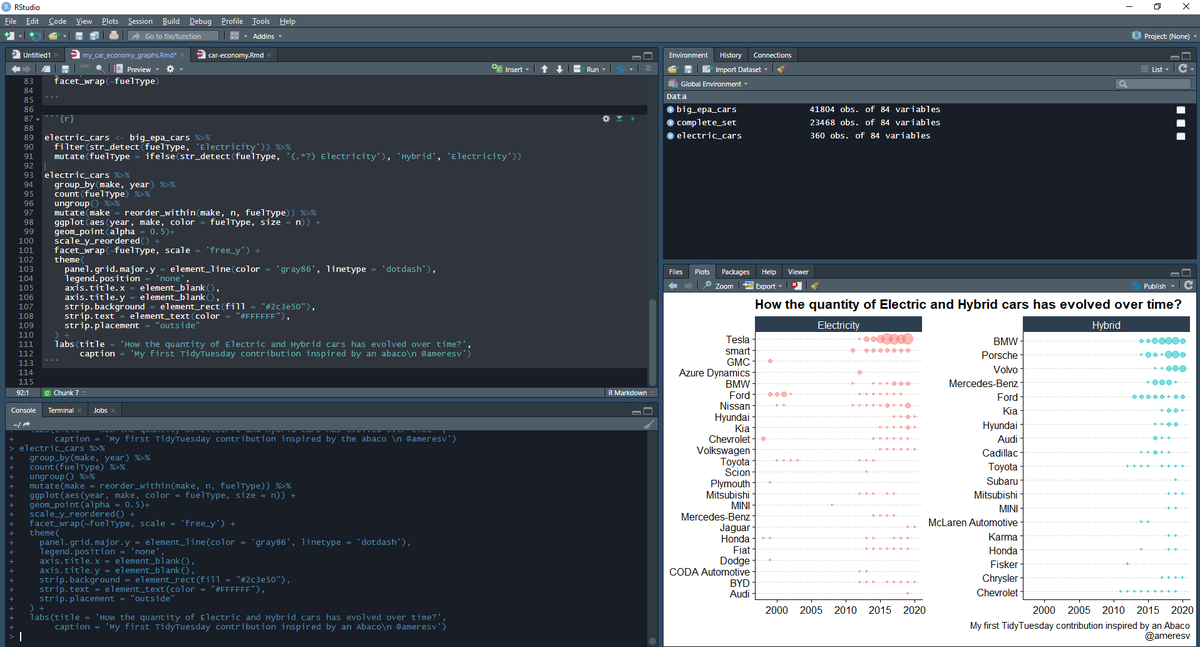 RStudio
File Edit Code View Plots Session Build Debug Profile Tools Help
Go to file/function Addins Project: (None)
Untitled1 my_car_economy_graphs.Rmd* car-economy.Rmd
Preview Insert Run
83 facet_wrap(~fuelType)
84
85 ```
86
87 ```{r}
88
89 electric_cars <- big_epa_cars %>%
90 filter(str_detect(fuelType, 'Electricity')) %>%
91 mutate(fuelType = ifelse(str_detect(fuelType, '(.*?) Electricity'), 'Hybrid', 'Electricity'))
92
93 electric_cars %>%
94 group_by(make, year) %>%
95 count(fuelType) %>%
96 ungroup() %>%
97 mutate(make = reorder_within(make, n, fuelType)) %>%
98 ggplot(aes(year, make, color = fuelType, size = n)) +
99 geom_point(alpha = 0.5)+
100 scale_y_reordered() +
101 facet_wrap(~fuelType, scale = 'free_y') +
102 theme(
103 panel.grid.major.y = element_line(color = 'gray86', linetype = 'dotdash'),
104 legend.position = 'none',
105 axis.title.x = element_blank(),
106 axis.title.y = element_blank(),
107 strip.background = element_rect(fill = "#2c3e50"),
108 strip.text = element_text(color = "#FFFFFF"),
109 strip.placement = "outside"
110 ) +
111 labs(title = 'How the quantity of Electric and Hybrid cars has evolved over time?',
112 caption = 'My first TidyTuesday contribution inspired by an abaco\n @ameresv')
113 ```
114
115
92:1 Chunk 7 R Markdown
Console Terminal Jobs
~/
+ caption = 'My first TidyTuesday contribution inspired by the abaco \n @ameresv')
> electric_cars %>%
+ group_by(make, year) %>%
+ count(fuelType) %>%
+ ungroup() %>%
+ mutate(make = reorder_within(make, n, fuelType)) %>%
+ ggplot(aes(year, make, color = fuelType, size = n)) +
+ geom_point(alpha = 0.5)+
+ scale_y_reordered() +
+ facet_wrap(~fuelType, scale = 'free_y') +
+ theme(
+ panel.grid.major.y = element_line(color = 'gray86', linetype = 'dotdash'),
+ legend.position = 'none',
+ axis.title.x = element_blank(),
+ axis.title.y = element_blank(),
+ strip.background = element_rect(fill = "#2c3e50"),
+ strip.text = element_text(color = "#FFFFFF"),
+ strip.placement = "outside"
+ ) +
+ labs(title = 'How the quantity of Electric and Hybrid cars has evolved over time?',
+ caption = 'My first TidyTuesday contribution inspired by an Abaco\n @ameresv')
>
Environment History Connections
Import Dataset List
Global Environment
Data
big_epa_cars 41804 obs. of 84 variables
complete_set 23468 obs. of 84 variables
electric_cars 360 obs. of 84 variables
Files Plots Packages Help Viewer
Zoom Export Publish
How the quantity of Electric and Hybrid cars has evolved over time?
Electricity
Tesla
smart
GMC
Azure Dynamics
BMW
Ford
Nissan
Hyundai
Kia
Chevrolet
Volkswagen
Toyota
Scion
Plymouth
Mitsubishi
MINI
Mercedes-Benz
Jaguar
Honda
Fiat
Dodge
CODA Automotive
BYD
Audi
2000 2005 2010 2015 2020
Hybrid
BMW
Porsche
Volvo
Mercedes-Benz
Ford
Kia
Hyundai
Audi
Cadillac
Toyota
Subaru
Mitsubishi
MINI
McLaren Automotive
Karma
Honda
Fisker
Chrysler
Chevrolet
2000 2005 2010 2015 2020
My first TidyTuesday contribution inspired by an Abaco
@ameresv